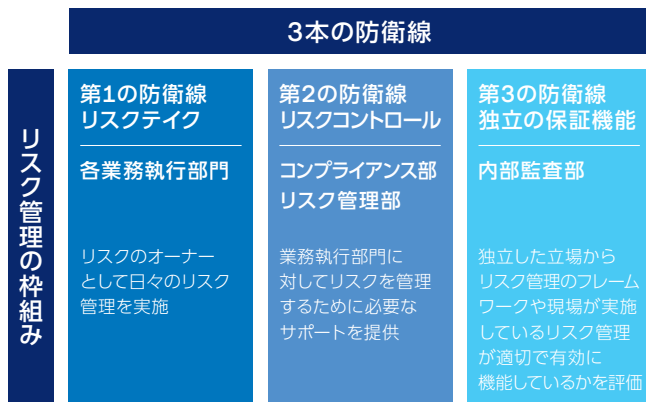 3本の防衛線
リスク管理の枠組み
第1の防衛線
リスクテイク
各業務執行部門
リスクのオーナー
として日々のリスク
管理を実施
第2の防衛線
リスクコントロール
コンプライアンス部
リスク管理部
業務執行部門に
対してリスクを管理
するために必要な
サポートを提供
第3の防衛線
独立の保証機能
内部監査部
独立した立場から
リスク管理のフレーム
ワークや現場が実施
しているリスク管理
が適切で有効に
機能しているかを評価